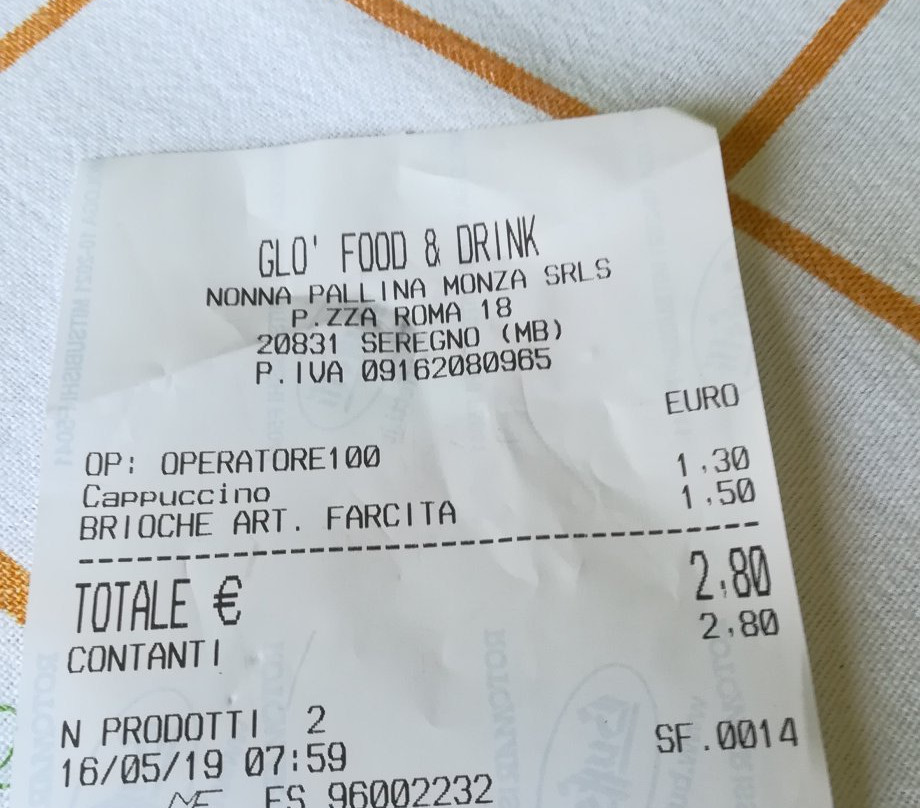 GLO' FOOD & DRINK
NONNA PALLINA MONZA SRLS
P.ZZA ROMA 18
20831 SEREGNO (MB)
P.IVA 09162080965
EURO
OP: OPERATORE100
Cappuccino 1,30
BRIOCHE ART. FARCITA 1,50
TOTALE € 2,80
CONTANTI 2,80
N PRODOTTI 2
16/05/19 07:59 SF.0014
ES 96002232